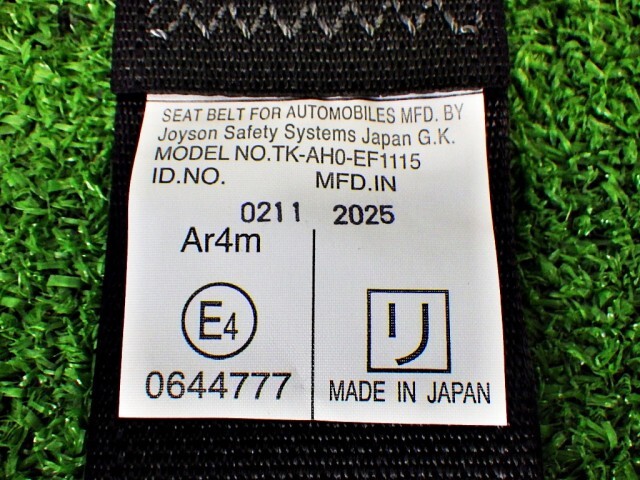 SEAT BELT FOR AUTOMOBILES MFD. BY
Joyson Safety Systems Japan G.K.
MODEL NO.TK-AH0-EF1115
ID.NO. MFD.IN
0211 2025
Ar4m
E4
0644777
リ
MADE IN JAPAN